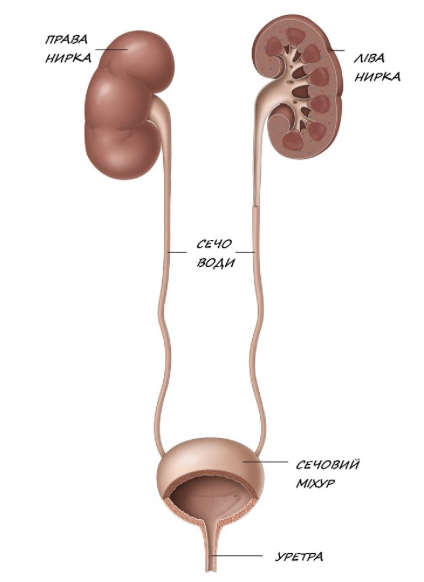 ПРАВА
НИРКА
ЛІВА
НИРКА
СЕЧО
ВОДИ
СЕЧОВИЙ
МІХУР
УРЕТРА